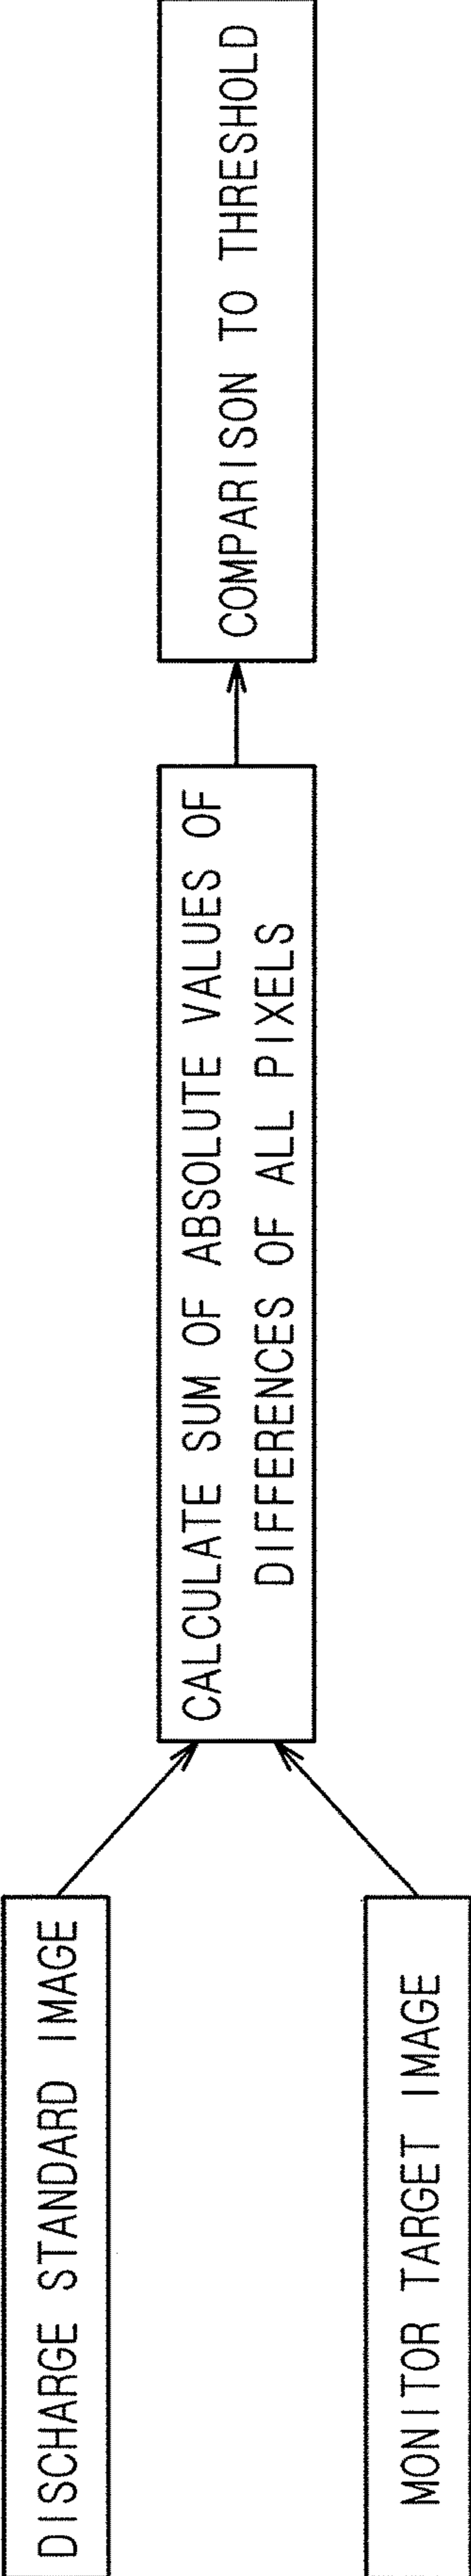 DISCHARGE STANDARD IMAGE
MONITOR TARGET IMAGE
CALCULATE SUM OF ABSOLUTE VALUES OF
DIFFERENCES OF ALL PIXELS
COMPARISON TO THRESHOLD